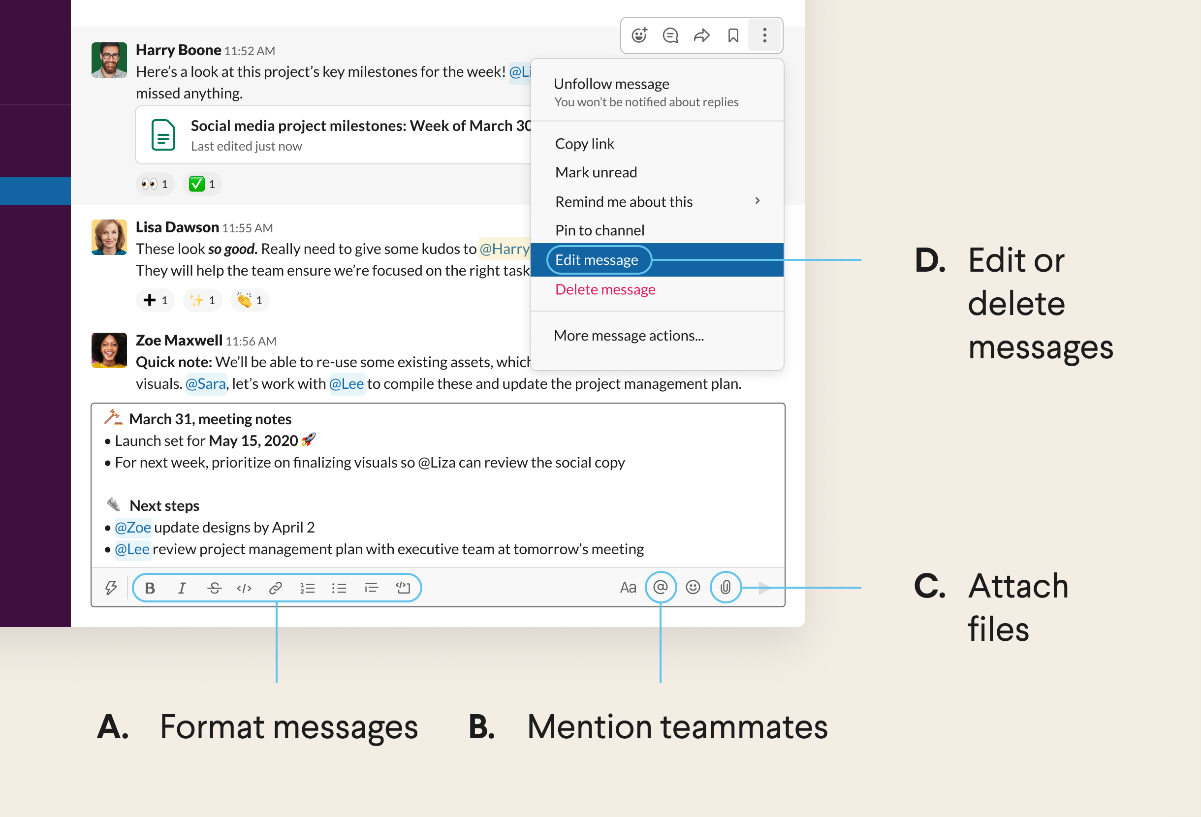 Harry Boone 11:52 AM
Here’s a look at this project’s key milestones for the week! @Li
missed anything.
Social media project milestones: Week of March 30
Last edited just now
1 1
Unfollow message
You won’t be notified about replies
Copy link
Mark unread
Remind me about this
Pin to channel
Edit message
Delete message
More message actions...
Lisa Dawson 11:55 AM
These look so good. Really need to give some kudos to @Harry
They will help the team ensure we’re focused on the right task
1 1 1
Zoe Maxwell 11:56 AM
Quick note: We’ll be able to re-use some existing assets, which
visuals. @Sara, let’s work with @Lee to compile these and update the project management plan.
March 31, meeting notes
• Launch set for May 15, 2020
• For next week, prioritize on finalizing visuals so @Liza can review the social copy
Next steps
• @Zoe update designs by April 2
• @Lee review project management plan with executive team at tomorrow’s meeting
B I S </> Aa @
D. Edit or
delete
messages
C. Attach
files
A. Format messages
B. Mention teammates